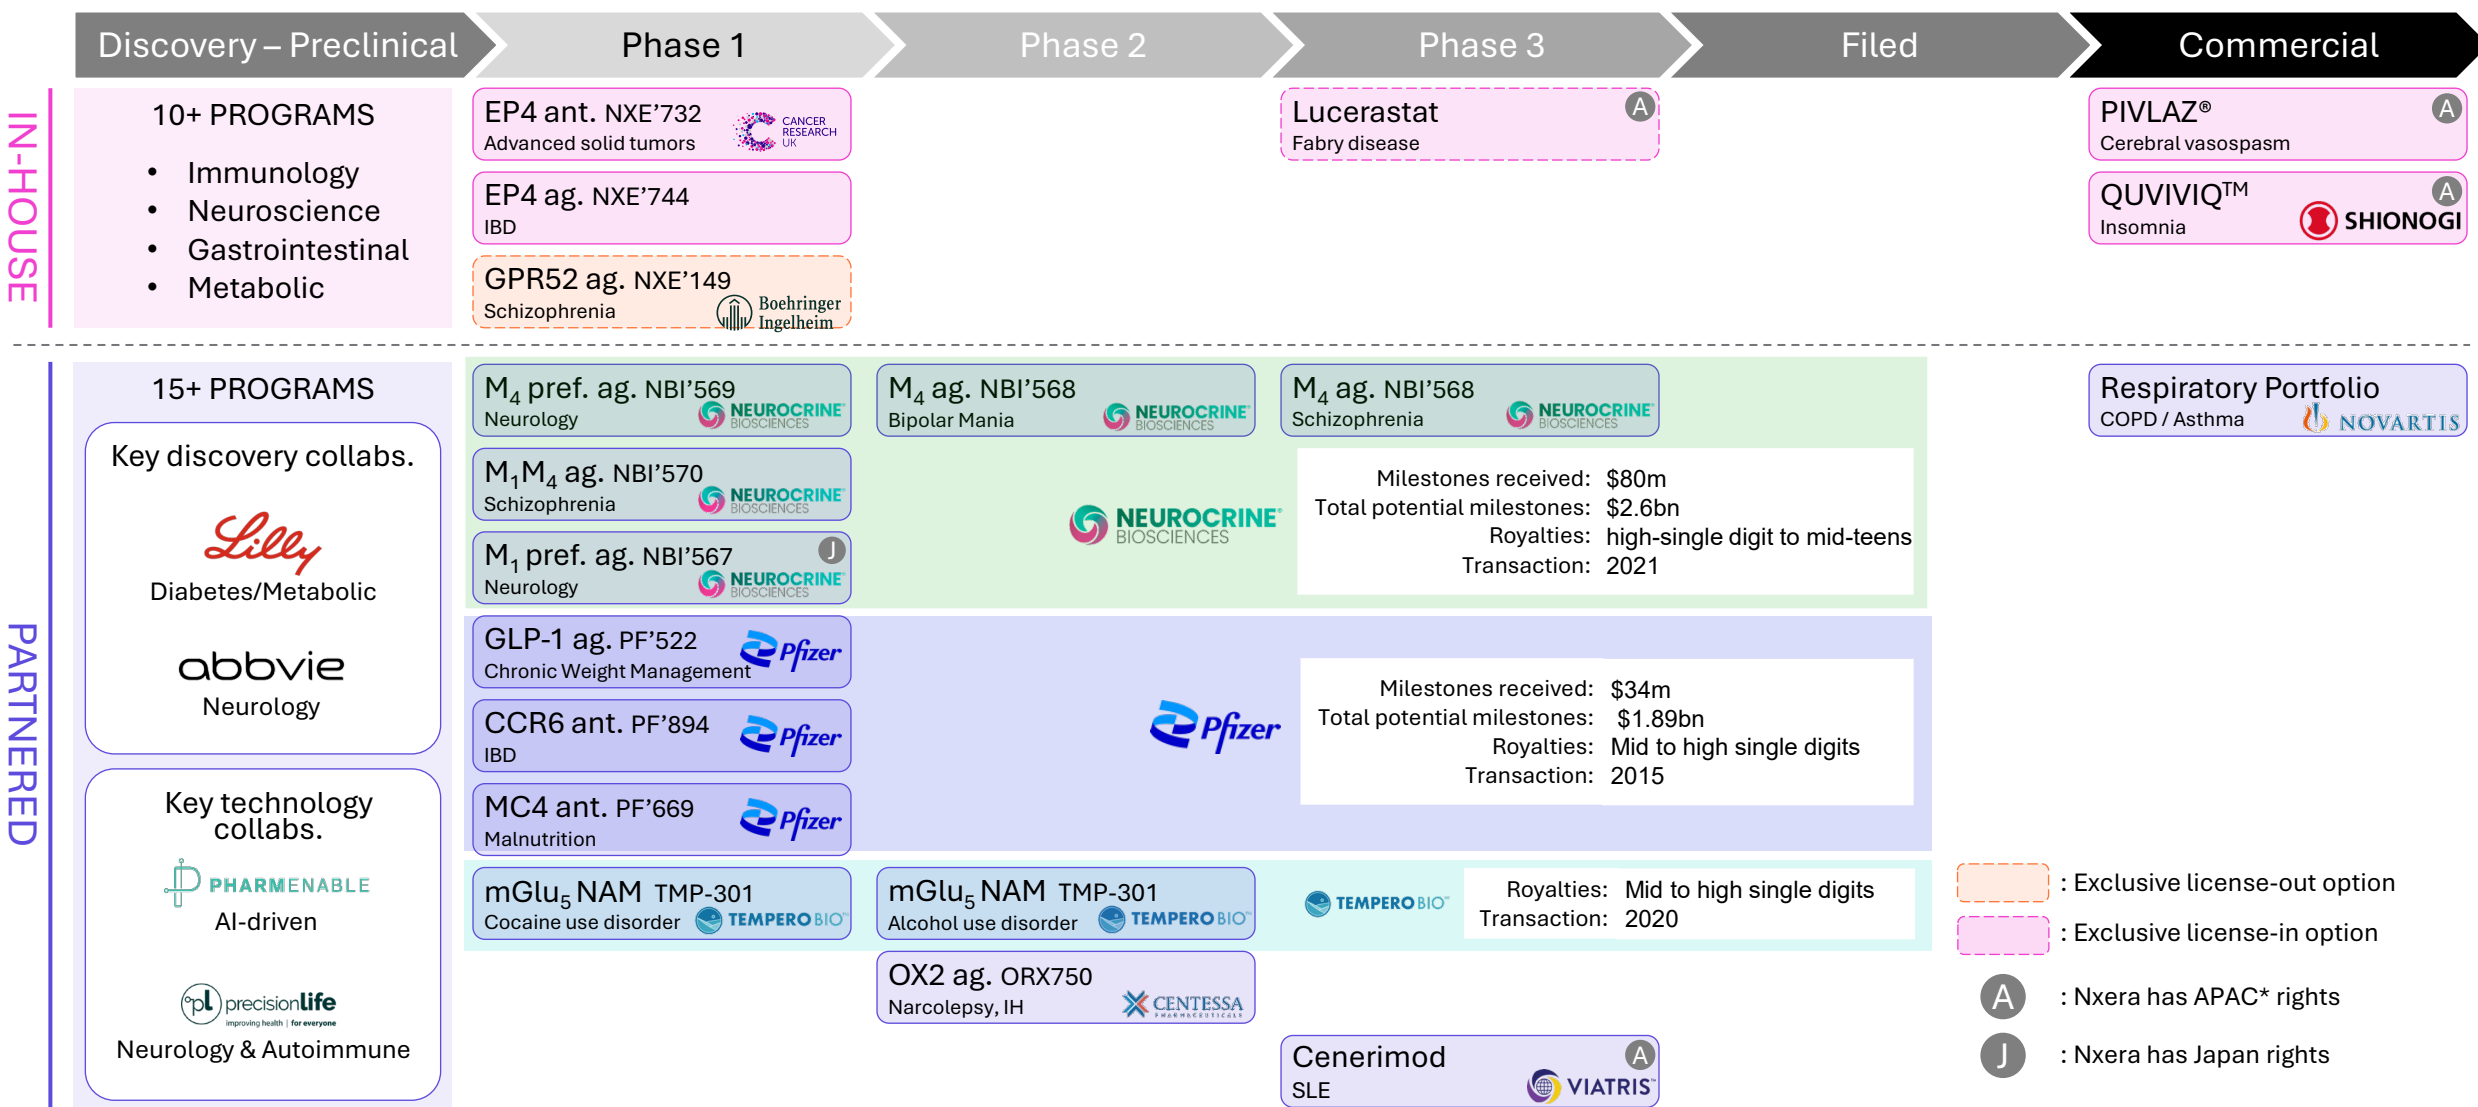 Discovery – Preclinical
Phase 1
Phase 2
Phase 3
Filed
Commercial
IN-HOUSE
10+ PROGRAMS
• Immunology
• Neuroscience
• Gastrointestinal
• Metabolic
EP4 ant. NXE’732
Advanced solid tumors
CANCER
RESEARCH
UK
EP4 ag. NXE’744
IBD
GPR52 ag. NXE’149
Schizophrenia
Boehringer
Ingelheim
Lucerastat
Fabry disease
A
PIVLAZ®
Cerebral vasospasm
A
QUVIVIQ™
Insomnia
A
SHIONOGI
PARTNERED
15+ PROGRAMS
Key discovery collabs.
Lilly
Diabetes/Metabolic
abbvie
Neurology
Key technology
collabs.
PHARMENABLE
AI-driven
pl precisionlife
improving health | for everyone
Neurology & Autoimmune
M₄ pref. ag. NBI’569
Neurology
NEUROCRINE®
BIOSCIENCES
M₄ ag. NBI’568
Bipolar Mania
NEUROCRINE®
BIOSCIENCES
M₄ ag. NBI’568
Schizophrenia
NEUROCRINE®
BIOSCIENCES
Respiratory Portfolio
COPD / Asthma
NOVARTIS
M₁M₄ ag. NBI’570
Schizophrenia
NEUROCRINE®
BIOSCIENCES
M₁ pref. ag. NBI’567
Neurology
J
NEUROCRINE®
BIOSCIENCES
NEUROCRINE®
BIOSCIENCES
Milestones received: $80m
Total potential milestones: $2.6bn
Royalties: high-single digit to mid-teens
Transaction: 2021
GLP-1 ag. PF’522
Chronic Weight Management
Pfizer
CCR6 ant. PF’894
IBD
Pfizer
MC4 ant. PF’669
Malnutrition
Pfizer
Pfizer
Milestones received: $34m
Total potential milestones: $1.89bn
Royalties: Mid to high single digits
Transaction: 2015
mGlu₅ NAM TMP-301
Cocaine use disorder
TEMPERO BIO™
mGlu₅ NAM TMP-301
Alcohol use disorder
TEMPERO BIO™
TEMPERO BIO™
Royalties: Mid to high single digits
Transaction: 2020
OX2 ag. ORX750
Narcolepsy, IH
CENTESSA
PHARMACEUTICALS
Cenerimod
SLE
A
VIATRIS™
: Exclusive license-out option
: Exclusive license-in option
A : Nxera has APAC* rights
J : Nxera has Japan rights